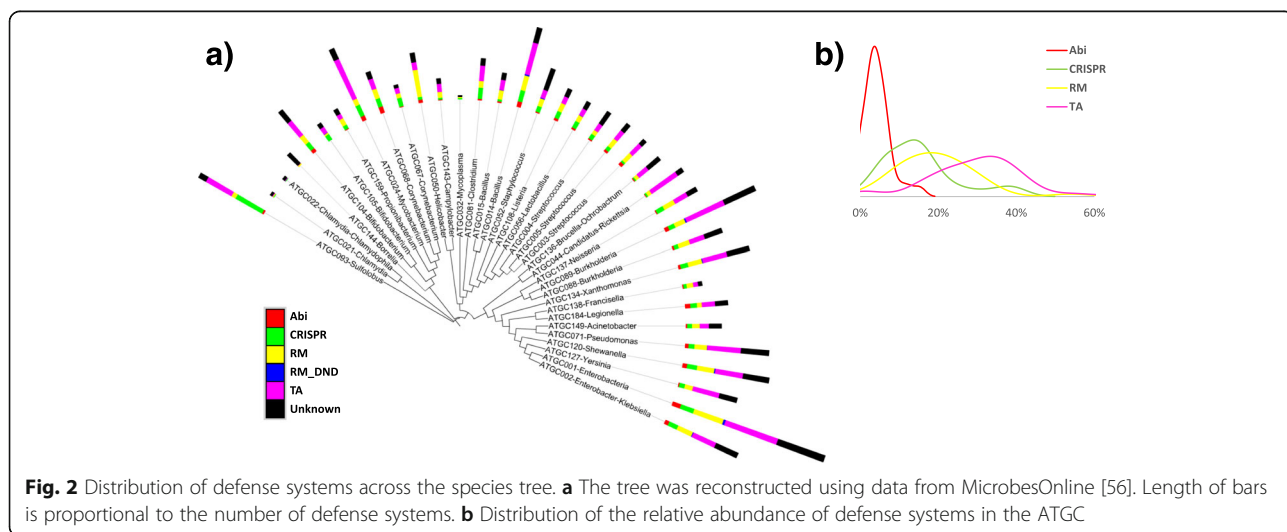 a)
ATGC093-Sulfolobus
ATGC021-Chlamydia
ATGC022-Chlamydia-Chlamydophila
ATGC144-Borrelia
ATGC104-Bifidobacterium
ATGC105-Bifidobacterium
ATGC159-Propionibacterium
ATGC024-Mycobacterium
ATGC068-Corynebacterium
ATGC067-Corynebacterium
ATGC050-Helicobacter
ATGC143-Campylobacter
ATGC032-Mycoplasma
ATGC081-Clostridium
ATGC015-Bacillus
ATGC014-Bacillus
ATGC052-Staphylococcus
ATGC108-Listeria
ATGC056-Lactobacillus
ATGC004-Streptococcus
ATGC005-Streptococcus
ATGC003-Streptococcus
ATGC136-Brucella-Ochrobactrum
ATGC044-Candidatus-Rickettsia
ATGC137-Neisseria
ATGC089-Burkholderia
ATGC088-Burkholderia
ATGC134-Xanthomonas
ATGC138-Francisella
ATGC184-Legionella
ATGC149-Acinetobacter
ATGC071-Pseudomonas
ATGC120-Shewanella
ATGC127-Yersinia
ATGC001-Enterobacteria
ATGC002-Enterobacter-Klebsiella
Abi
CRISPR
RM
RM_DND
TA
Unknown
b)
Abi
CRISPR
RM
TA
0% 20% 40% 60%
Fig. 2 Distribution of defense systems across the species tree. a The tree was reconstructed using data from MicrobesOnline [56]. Length of bars
is proportional to the number of defense systems. b Distribution of the relative abundance of defense systems in the ATGC